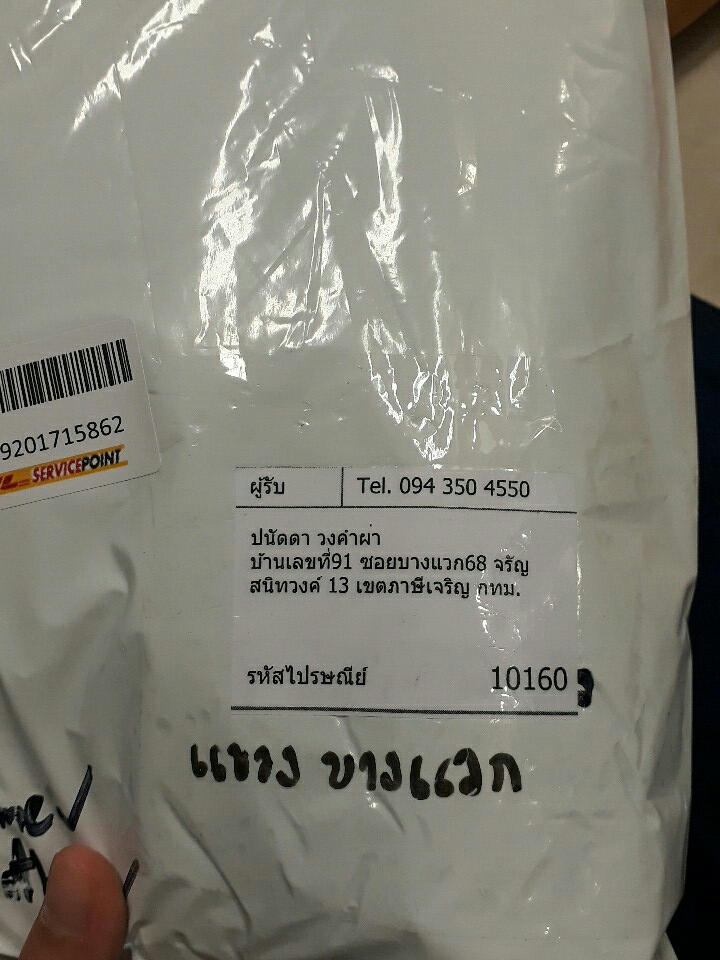 9201715862
SERVICEPOINT
ผู้รับ Tel. 094 350 4550
ปนัดดา วงคำผ่า
บ้านเลขที่91 ซอยบางแวก68 จรัญ
สนิทวงศ์ 13 เขตภาษีเจริญ กทม.
รหัสไปรษณีย์ 10160
แขวง บางแวก